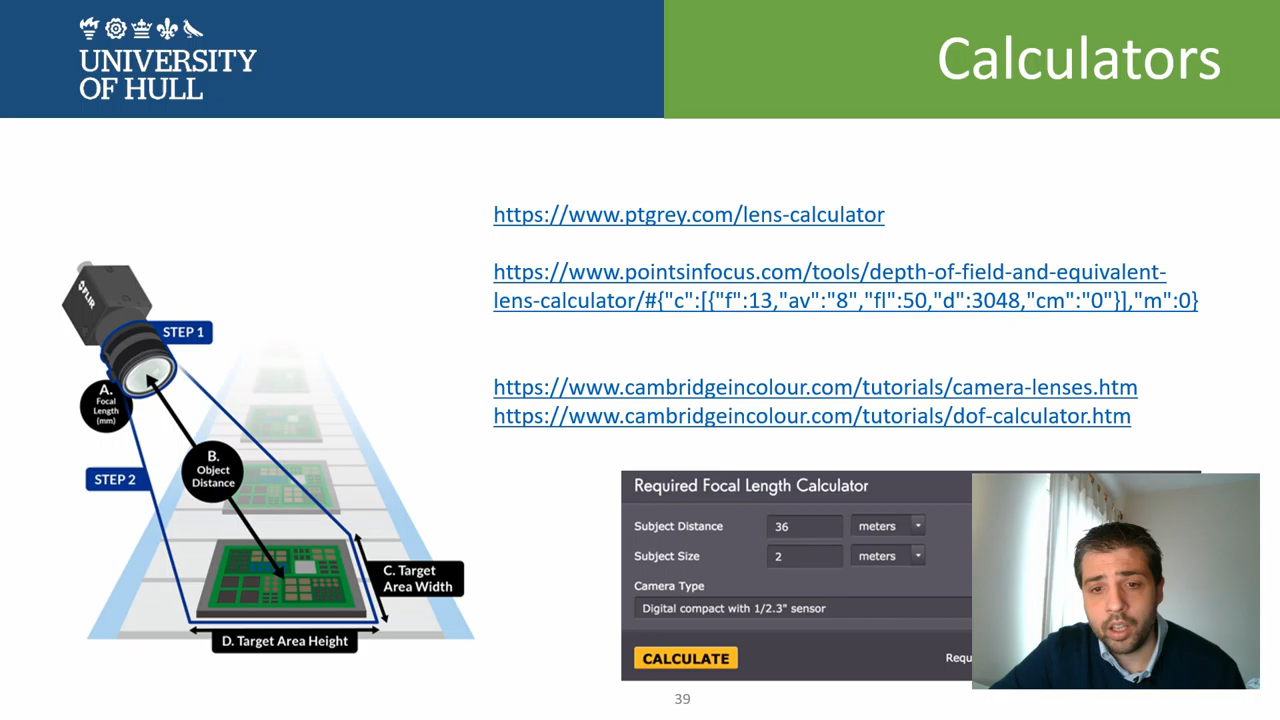 UNIVERSITY
OF HULL
Calculators
https://www.ptgrey.com/lens-calculator
https://www.pointsinfocus.com/tools/depth-of-field-and-equivalent-
lens-calculator/#{"c":[{"f":13,"av":"8","fl":50,"d":3048,"cm":"0"}],"m":0}
https://www.cambridgeincolour.com/tutorials/camera-lenses.htm
https://www.cambridgeincolour.com/tutorials/dof-calculator.htm
FLIR
STEP 1
A.
Focal
Length
(mm)
B.
Object
Distance
STEP 2
C. Target
Area Width
D. Target Area Height
Required Focal Length Calculator
Subject Distance 36 meters
Subject Size 2 meters
Camera Type
Digital compact with 1/2.3" sensor
CALCULATE
39